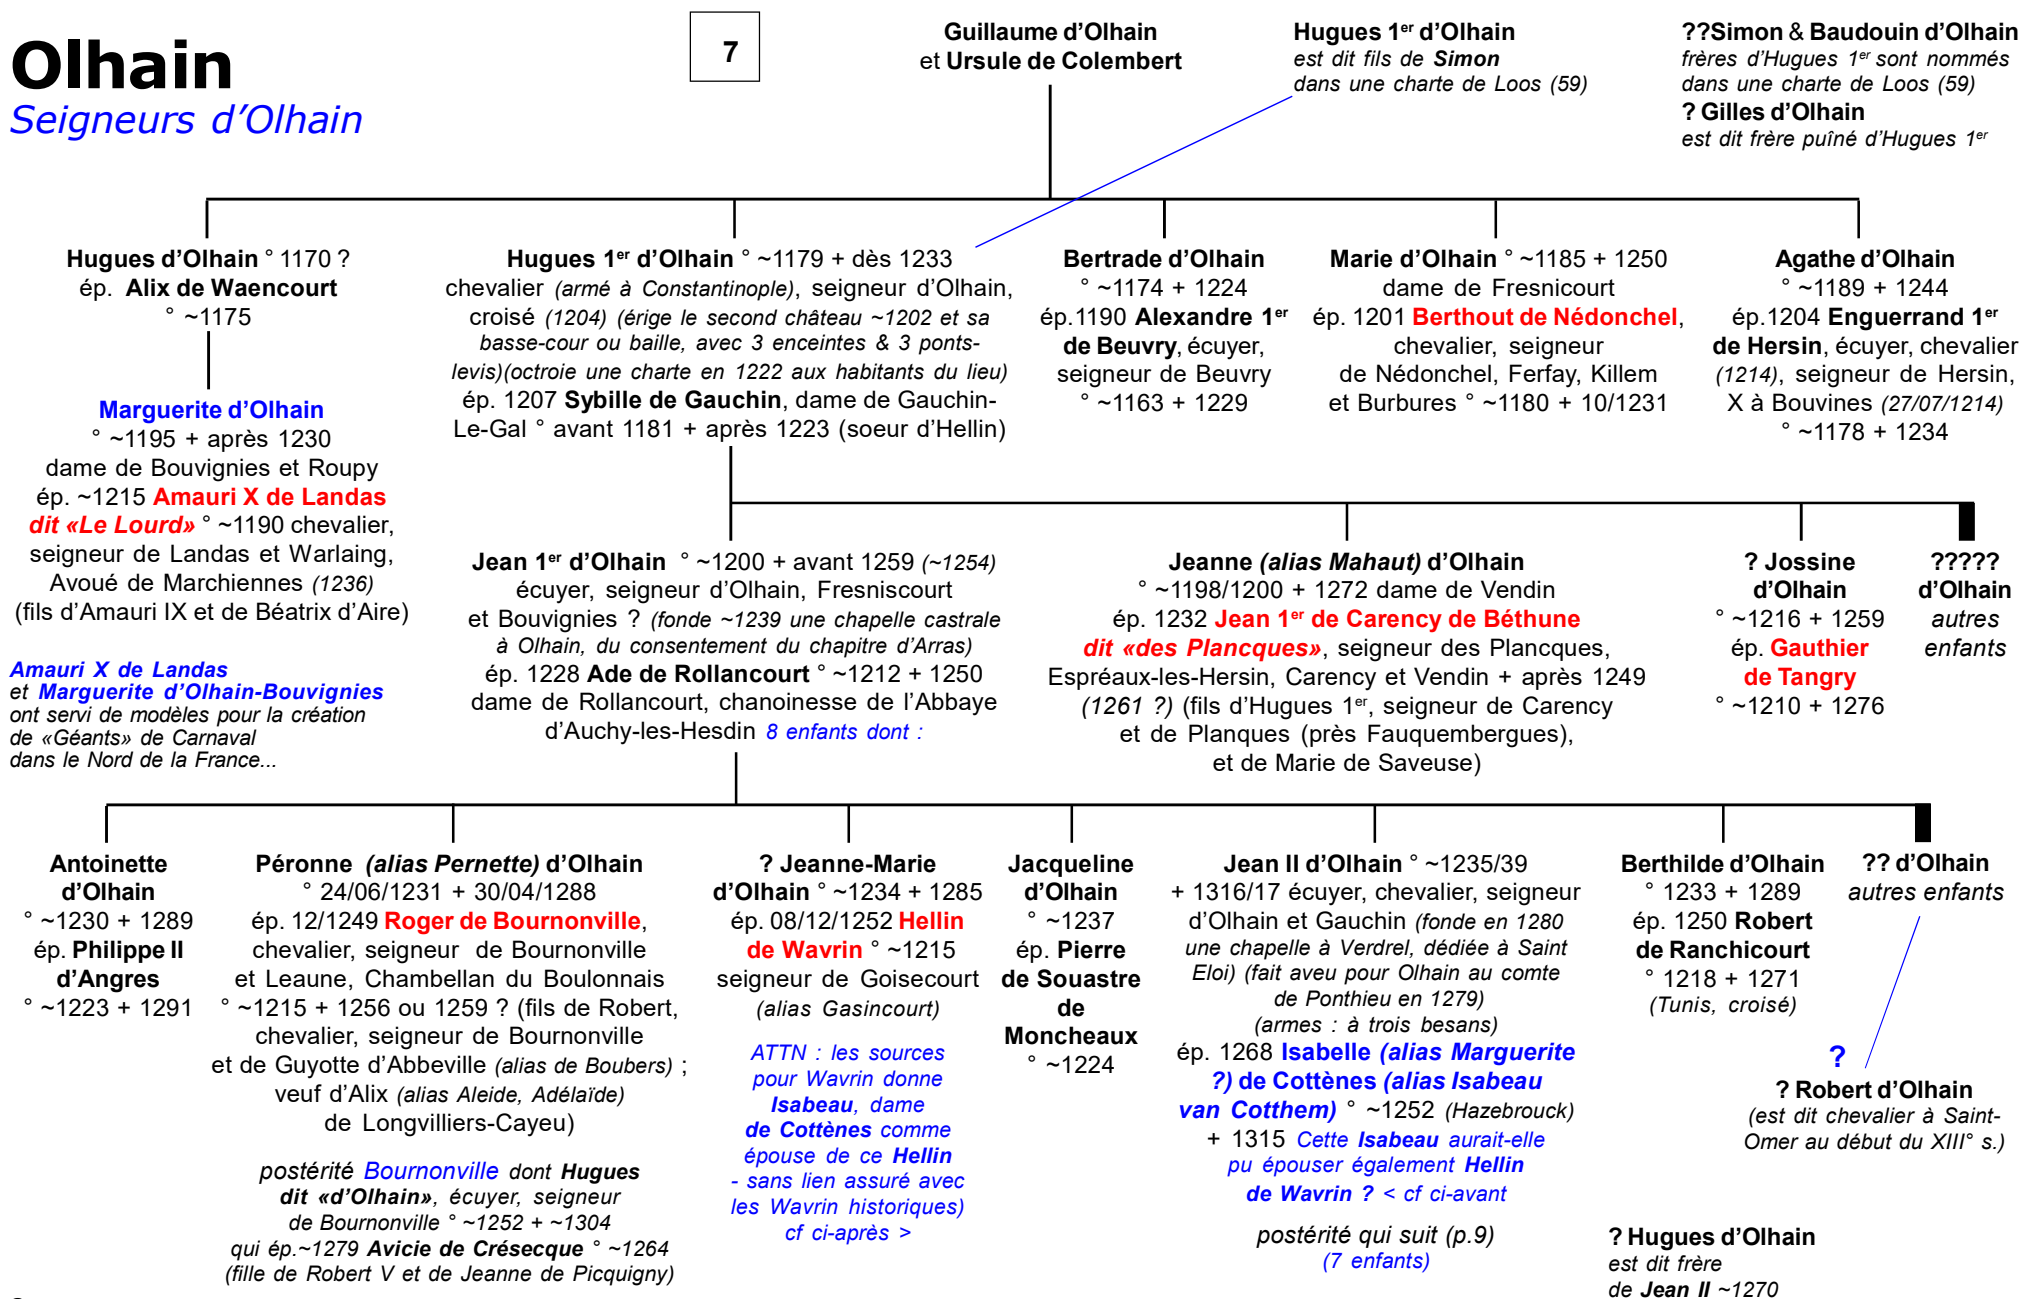 Olhain
Seigneurs d’Olhain
7
Guillaume d’Olhain
et Ursule de Colembert
Hugues 1er d’Olhain
est dit fils de Simon
dans une charte de Loos (59)
??Simon & Baudouin d’Olhain
frères d’Hugues 1er sont nommés
dans une charte de Loos (59)
? Gilles d’Olhain
est dit frère puîné d’Hugues 1er
Hugues d’Olhain ° 1170 ?
ép. Alix de Waencourt
° ~1175
Marguerite d’Olhain
° ~1195 + après 1230
dame de Bouvignies et Roupy
ép. ~1215 Amauri X de Landas
dit «Le Lourd» ° ~1190 chevalier,
seigneur de Landas et Warlaing,
Avoué de Marchiennes (1236)
(fils d’Amauri IX et de Béatrix d’Aire)
Amauri X de Landas
et Marguerite d’Olhain-Bouvignies
ont servi de modèles pour la création
de «Géants» de Carnaval
dans le Nord de la France...
Hugues 1er d’Olhain ° ~1179 + dès 1233
chevalier (armé à Constantinople), seigneur d’Olhain,
croisé (1204) (érige le second château ~1202 et sa
basse-cour ou baille, avec 3 enceintes & 3 ponts-
levis)(octroie une charte en 1222 aux habitants du lieu)
ép. 1207 Sybille de Gauchin, dame de Gauchin-
Le-Gal ° avant 1181 + après 1223 (soeur d’Hellin)
Bertrade d’Olhain
° ~1174 + 1224
ép.1190 Alexandre 1er
de Beuvry, écuyer,
seigneur de Beuvry
° ~1163 + 1229
Marie d’Olhain ° ~1185 + 1250
dame de Fresnicourt
ép. 1201 Berthout de Nédonchel,
chevalier, seigneur
de Nédonchel, Ferfay, Killem
et Burbures ° ~1180 + 10/1231
Agathe d’Olhain
° ~1189 + 1244
ép.1204 Enguerrand 1er
de Hersin, écuyer, chevalier
(1214), seigneur de Hersin,
X à Bouvines (27/07/1214)
° ~1178 + 1234
Jean 1er d’Olhain ° ~1200 + avant 1259 (~1254)
écuyer, seigneur d’Olhain, Fresniscourt
et Bouvignies ? (fonde ~1239 une chapelle castrale
à Olhain, du consentement du chapitre d’Arras)
ép. 1228 Ade de Rollancourt ° ~1212 + 1250
dame de Rollancourt, chanoinesse de l’Abbaye
d’Auchy-les-Hesdin 8 enfants dont :
Jeanne (alias Mahaut) d’Olhain
° ~1198/1200 + 1272 dame de Vendin
ép. 1232 Jean 1er de Carency de Béthune
dit «des Plancques», seigneur des Plancques,
Espréaux-les-Hersin, Carency et Vendin + après 1249
(1261 ?) (fils d’Hugues 1er, seigneur de Carency
et de Planques (près Fauquembergues),
et de Marie de Saveuse)
? Jossine
d’Olhain
° ~1216 + 1259
ép. Gauthier
de Tangry
° ~1210 + 1276
?????
d’Olhain
autres
enfants
Antoinette
d’Olhain
° ~1230 + 1289
ép. Philippe II
d’Angres
° ~1223 + 1291
Péronne (alias Pernette) d’Olhain
° 24/06/1231 + 30/04/1288
ép. 12/1249 Roger de Bournonville,
chevalier, seigneur de Bournonville
et Leaune, Chambellan du Boulonnais
° ~1215 + 1256 ou 1259 ? (fils de Robert,
chevalier, seigneur de Bournonville
et de Guyotte d’Abbeville (alias de Boubers) ;
veuf d’Alix (alias Aleide, Adélaïde)
de Longvilliers-Cayeu)
postérité Bournonville dont Hugues
dit «d’Olhain», écuyer, seigneur
de Bournonville ° ~1252 + ~1304
qui ép.~1279 Avicie de Crésecque ° ~1264
(fille de Robert V et de Jeanne de Picquigny)
? Jeanne-Marie
d’Olhain ° ~1234 + 1285
ép. 08/12/1252 Hellin
de Wavrin ° ~1215
seigneur de Goisecourt
(alias Gasincourt)
ATTN : les sources
pour Wavrin donne
Isabeau, dame
de Cottènes comme
épouse de ce Hellin
- sans lien assuré avec
les Wavrin historiques)
cf ci-après >
Jacqueline
d’Olhain
° ~1237
ép. Pierre
de Souastre
de
Moncheaux
° ~1224
Jean II d’Olhain ° ~1235/39
+ 1316/17 écuyer, chevalier, seigneur
d’Olhain et Gauchin (fonde en 1280
une chapelle à Verdrel, dédiée à Saint
Eloi) (fait aveu pour Olhain au comte
de Ponthieu en 1279)
(armes : à trois besans)
ép. 1268 Isabelle (alias Marguerite
?) de Cottènes (alias Isabeau
van Cotthem) ° ~1252 (Hazebrouck)
+ 1315 Cette Isabeau aurait-elle
pu épouser également Hellin
de Wavrin ? < cf ci-avant
postérité qui suit (p.9)
(7 enfants)
Berthilde d’Olhain
° 1233 + 1289
ép. 1250 Robert
de Ranchicourt
° 1218 + 1271
(Tunis, croisé)
?? d’Olhain
autres enfants
?
? Robert d’Olhain
(est dit chevalier à Saint-
Omer au début du XIII° s.)
? Hugues d’Olhain
est dit frère
de Jean II ~1270